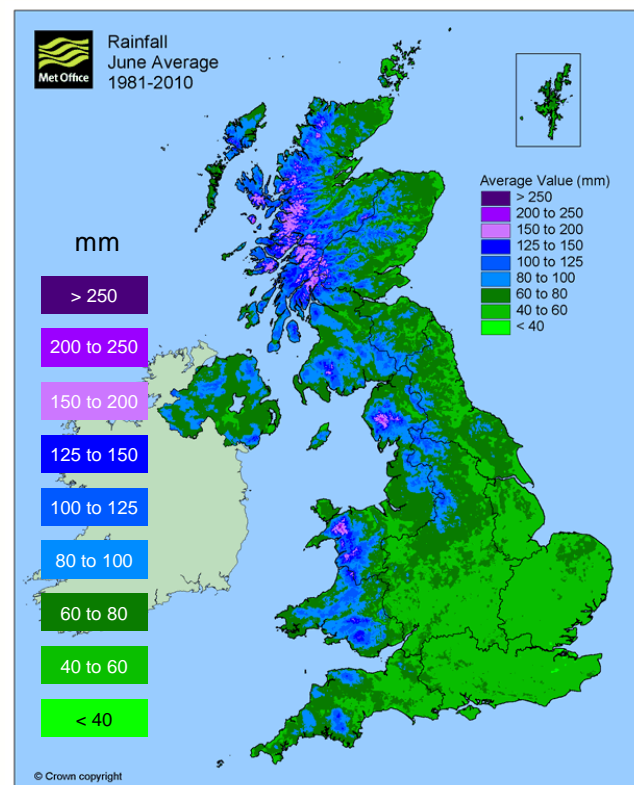 Met Office
Rainfall
June Average
1981-2010
Average Value (mm)
> 250
200 to 250
150 to 200
125 to 150
100 to 125
80 to 100
60 to 80
40 to 60
< 40
mm
> 250
200 to 250
150 to 200
125 to 150
100 to 125
80 to 100
60 to 80
40 to 60
< 40
© Crown copyright